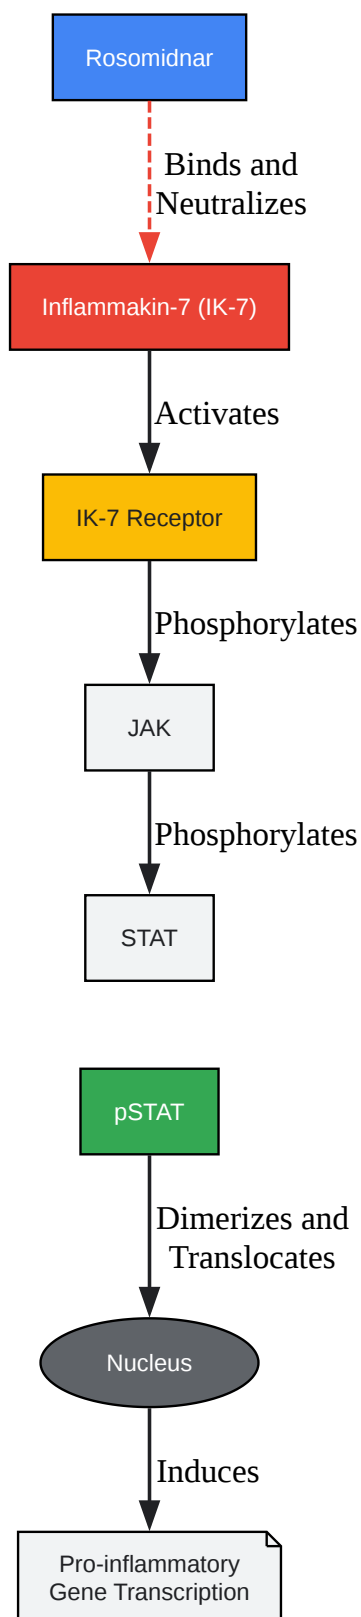 Rosomidnar
Binds and
Neutralizes
Inflammakin-7 (IK-7)
Activates
IK-7 Receptor
Phosphorylates
JAK
Phosphorylates
STAT
pSTAT
Dimerizes and
Translocates
Nucleus
Induces
Pro-inflammatory
Gene Transcription